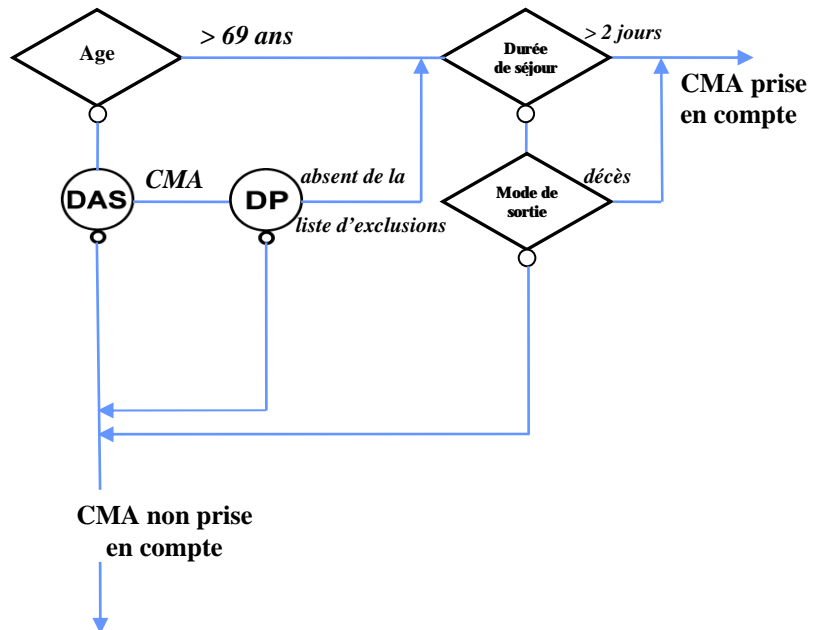 Age
> 69 ans
Durée
de séjour
> 2 jours
CMA prise
en compte
DAS
CMA
DP
absent de la
liste d'exclusions
Mode de
sortie
décès
CMA non prise
en compte